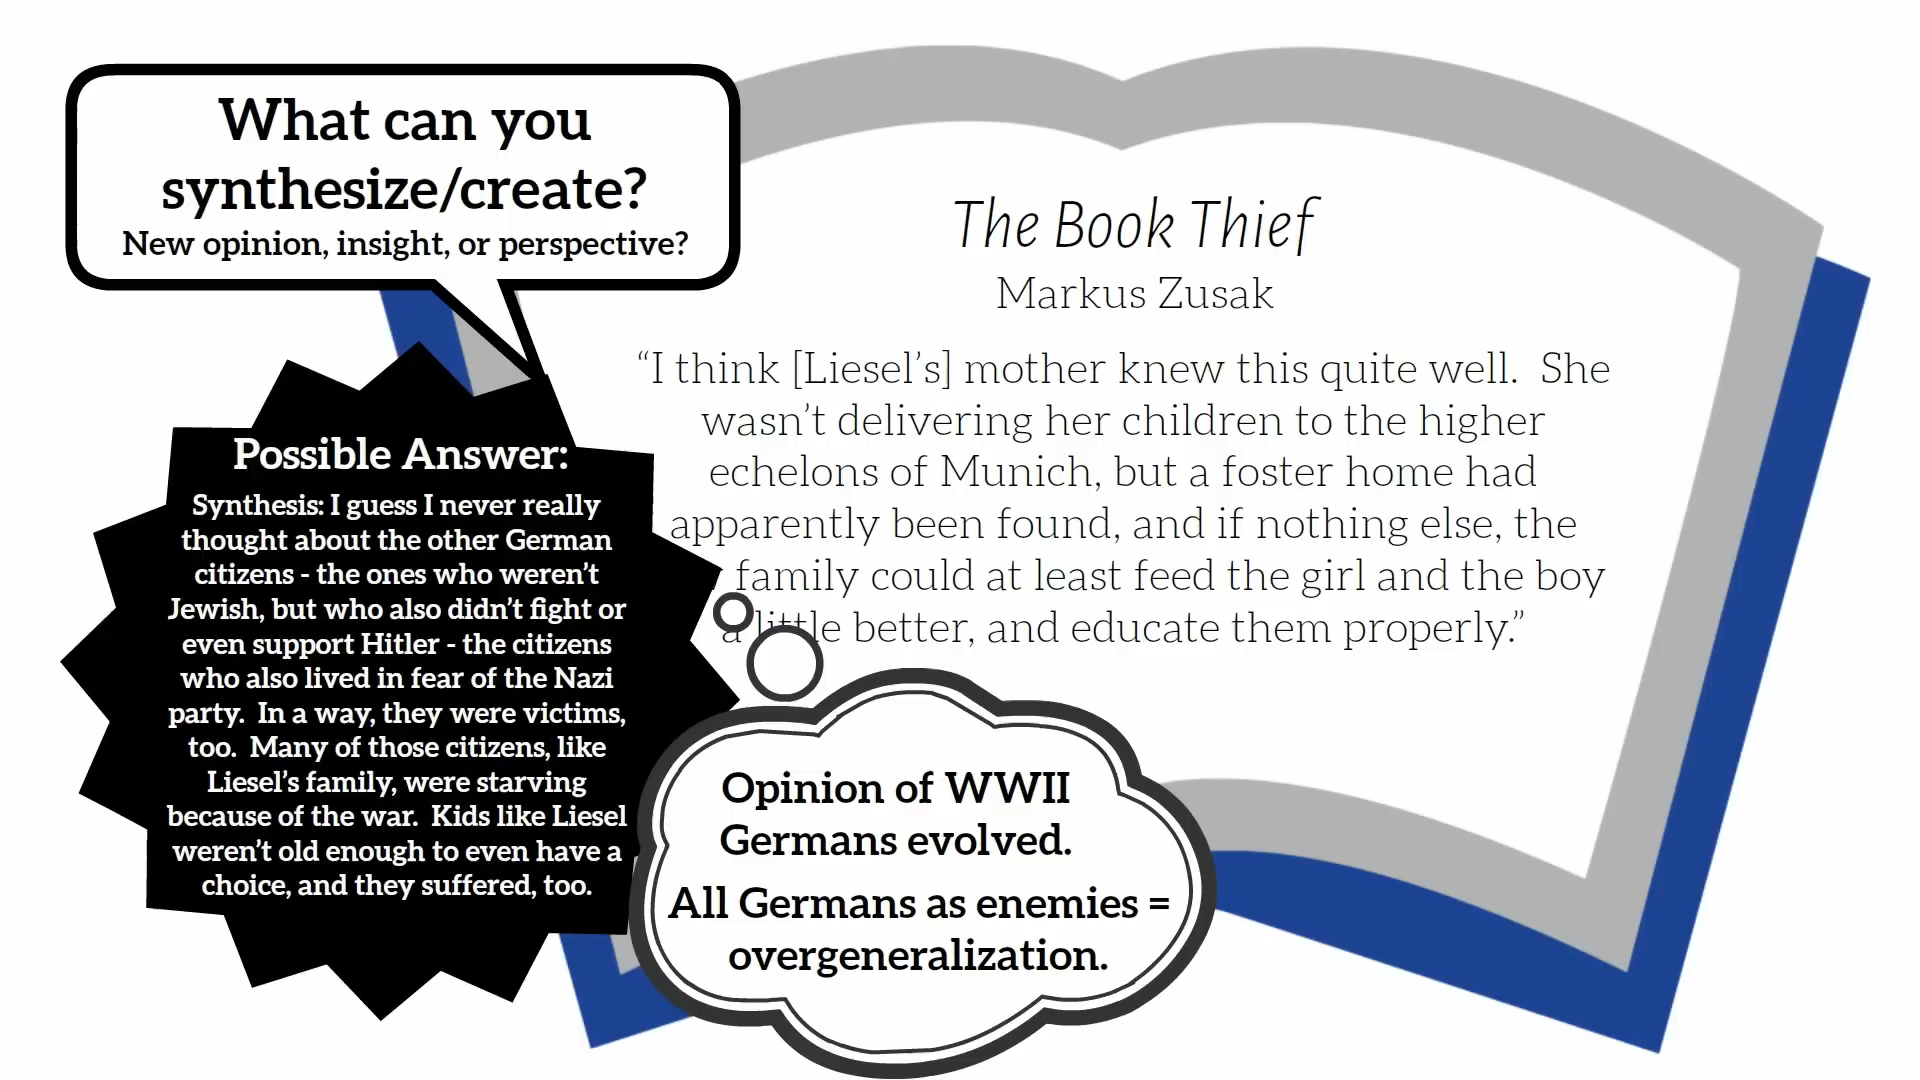 What can you
synthesize/create?
New opinion, insight, or perspective?
The Book Thief
Markus Zusak
“I think [Liesel’s] mother knew this quite well.  She
wasn’t delivering her children to the higher
echelons of Munich, but a foster home had
apparently been found, and if nothing else, the
family could at least feed the girl and the boy
a little better, and educate them properly.”
Possible Answer:
Synthesis: I guess I never really
thought about the other German
citizens - the ones who weren’t
Jewish, but who also didn’t fight or
even support Hitler - the citizens
who also lived in fear of the Nazi
party.  In a way, they were victims,
too.  Many of those citizens, like
Liesel’s family, were starving
because of the war.  Kids like Liesel
weren’t old enough to even have a
choice, and they suffered, too.
Opinion of WWII
Germans evolved.
All Germans as enemies =
overgeneralization.